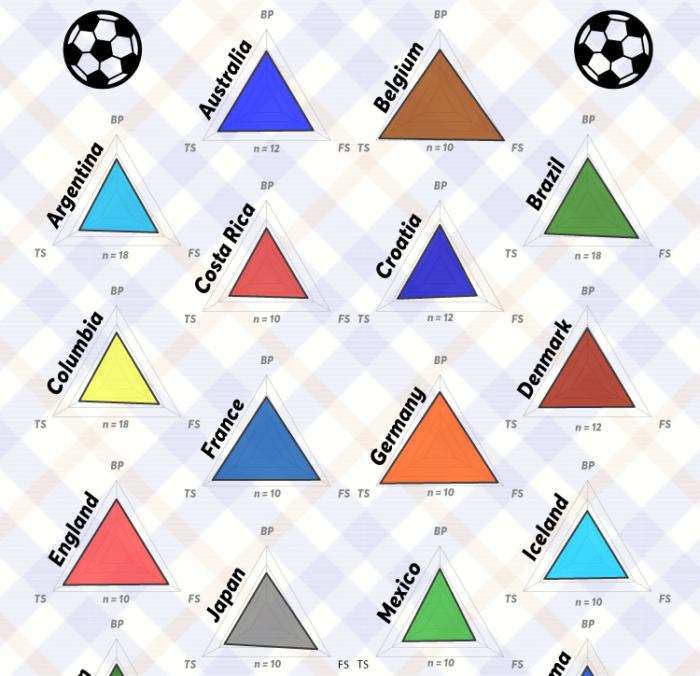 BP
Australia
TS
n = 12
FS
BP
Belgium
TS
n = 10
FS
BP
Argentina
TS
n = 18
FS
BP
Brazil
TS
n = 18
FS
BP
Costa Rica
TS
n = 10
FS
BP
Croatia
TS
n = 12
FS
BP
Columbia
TS
n = 18
FS
BP
Denmark
TS
n = 12
FS
BP
France
TS
n = 10
FS
BP
Germany
TS
n = 10
FS
BP
England
TS
n = 10
FS
BP
Iceland
TS
n = 10
FS
BP
Japan
TS
n = 10
FS
BP
Mexico
TS
n = 10
FS
BP
BP